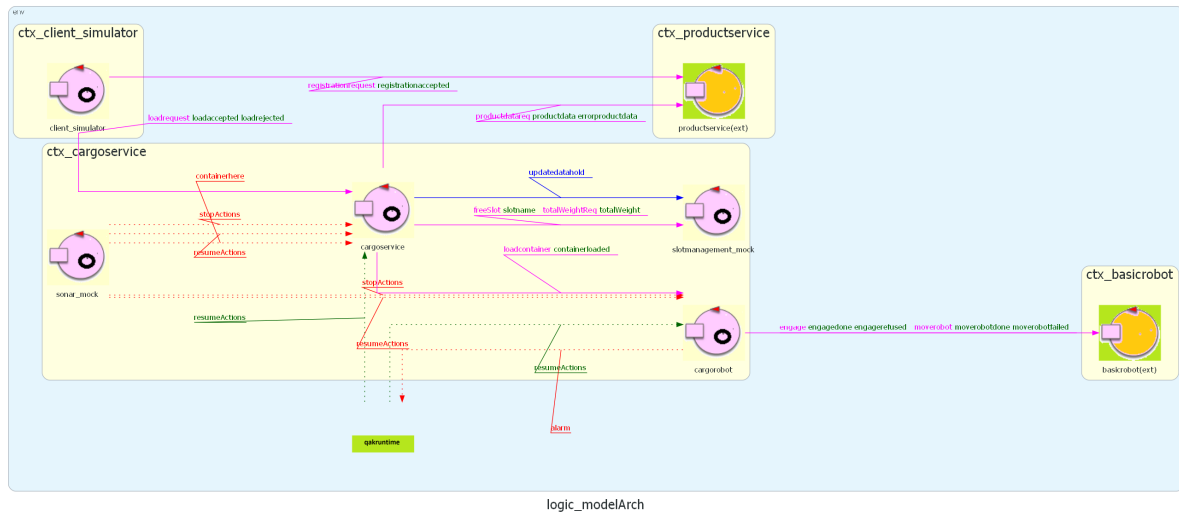 env
ctx_client_simulator
ctx_productservice
registrationrequest registrationaccepted
client_simulator
loadrequest loadaccepted loadrejected
productdatareq productdata errorproductdata
productservice(ext)
ctx_cargoservice
containerhere
updatedatahold
stopActions
freeSlot slotname totalWeightReq totalWeight
cargoservice
slotmanagement_mock
resumeActions
loadcontainer containerloaded
ctx_basicrobot
sonar_mock
stopActions
resumeActions
engage engagedone engagerefused moverobot moverobotdone moverobotfailed
resumeActions
resumeActions
cargorobot
basicrobot(ext)
alarm
qakruntime
logic_modelArch